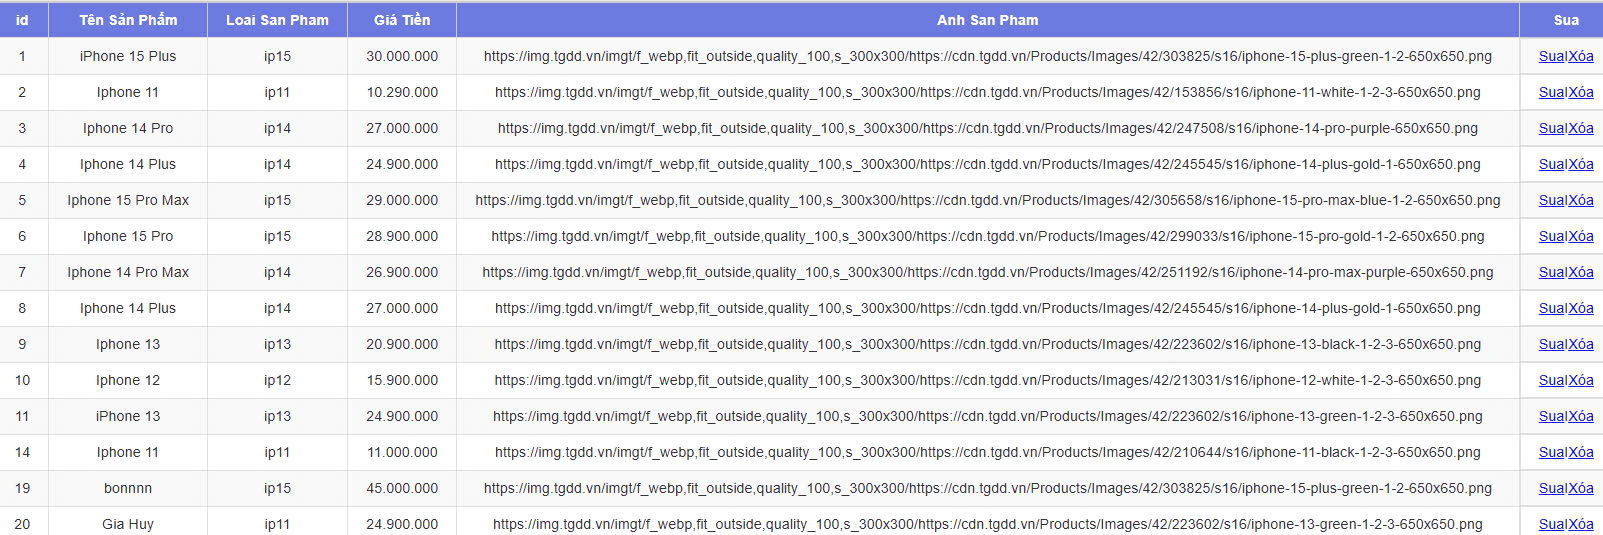 id Tên Sản Phẩm Loai San Pham Giá Tiền Anh San Pham Sua
1 iPhone 15 Plus ip15 30.000.000 https://img.tgdd.vn/imgt/f_webp,fit_outside,quality_100,s_300x300/https://cdn.tgdd.vn/Products/Images/42/303825/s16/iphone-15-plus-green-1-2-650x650.png Sua|Xóa
2 Iphone 11 ip11 10.290.000 https://img.tgdd.vn/imgt/f_webp,fit_outside,quality_100,s_300x300/https://cdn.tgdd.vn/Products/Images/42/153856/s16/iphone-11-white-1-2-3-650x650.png Sua|Xóa
3 Iphone 14 Pro ip14 27.000.000 https://img.tgdd.vn/imgt/f_webp,fit_outside,quality_100,s_300x300/https://cdn.tgdd.vn/Products/Images/42/247508/s16/iphone-14-pro-purple-650x650.png Sua|Xóa
4 Iphone 14 Plus ip14 24.900.000 https://img.tgdd.vn/imgt/f_webp,fit_outside,quality_100,s_300x300/https://cdn.tgdd.vn/Products/Images/42/245545/s16/iphone-14-plus-gold-1-650x650.png Sua|Xóa
5 Iphone 15 Pro Max ip15 29.000.000 https://img.tgdd.vn/imgt/f_webp,fit_outside,quality_100,s_300x300/https://cdn.tgdd.vn/Products/Images/42/305658/s16/iphone-15-pro-max-blue-1-2-650x650.png Sua|Xóa
6 Iphone 15 Pro ip15 28.900.000 https://img.tgdd.vn/imgt/f_webp,fit_outside,quality_100,s_300x300/https://cdn.tgdd.vn/Products/Images/42/299033/s16/iphone-15-pro-gold-1-2-650x650.png Sua|Xóa
7 Iphone 14 Pro Max ip14 26.900.000 https://img.tgdd.vn/imgt/f_webp,fit_outside,quality_100,s_300x300/https://cdn.tgdd.vn/Products/Images/42/251192/s16/iphone-14-pro-max-purple-650x650.png Sua|Xóa
8 Iphone 14 Plus ip14 27.000.000 https://img.tgdd.vn/imgt/f_webp,fit_outside,quality_100,s_300x300/https://cdn.tgdd.vn/Products/Images/42/245545/s16/iphone-14-plus-gold-1-650x650.png Sua|Xóa
9 Iphone 13 ip13 20.900.000 https://img.tgdd.vn/imgt/f_webp,fit_outside,quality_100,s_300x300/https://cdn.tgdd.vn/Products/Images/42/223602/s16/iphone-13-black-1-2-3-650x650.png Sua|Xóa
10 Iphone 12 ip12 15.900.000 https://img.tgdd.vn/imgt/f_webp,fit_outside,quality_100,s_300x300/https://cdn.tgdd.vn/Products/Images/42/213031/s16/iphone-12-white-1-2-3-650x650.png Sua|Xóa
11 iPhone 13 ip13 24.900.000 https://img.tgdd.vn/imgt/f_webp,fit_outside,quality_100,s_300x300/https://cdn.tgdd.vn/Products/Images/42/223602/s16/iphone-13-green-1-2-3-650x650.png Sua|Xóa
14 Iphone 11 ip11 11.000.000 https://img.tgdd.vn/imgt/f_webp,fit_outside,quality_100,s_300x300/https://cdn.tgdd.vn/Products/Images/42/210644/s16/iphone-11-black-1-2-3-650x650.png Sua|Xóa
19 bonnnn ip15 45.000.000 https://img.tgdd.vn/imgt/f_webp,fit_outside,quality_100,s_300x300/https://cdn.tgdd.vn/Products/Images/42/303825/s16/iphone-15-plus-green-1-2-650x650.png Sua|Xóa
20 Gia Huy ip11 24.900.000 https://img.tgdd.vn/imgt/f_webp,fit_outside,quality_100,s_300x300/https://cdn.tgdd.vn/Products/Images/42/223602/s16/iphone-13-green-1-2-3-650x650.png Sua|Xóa